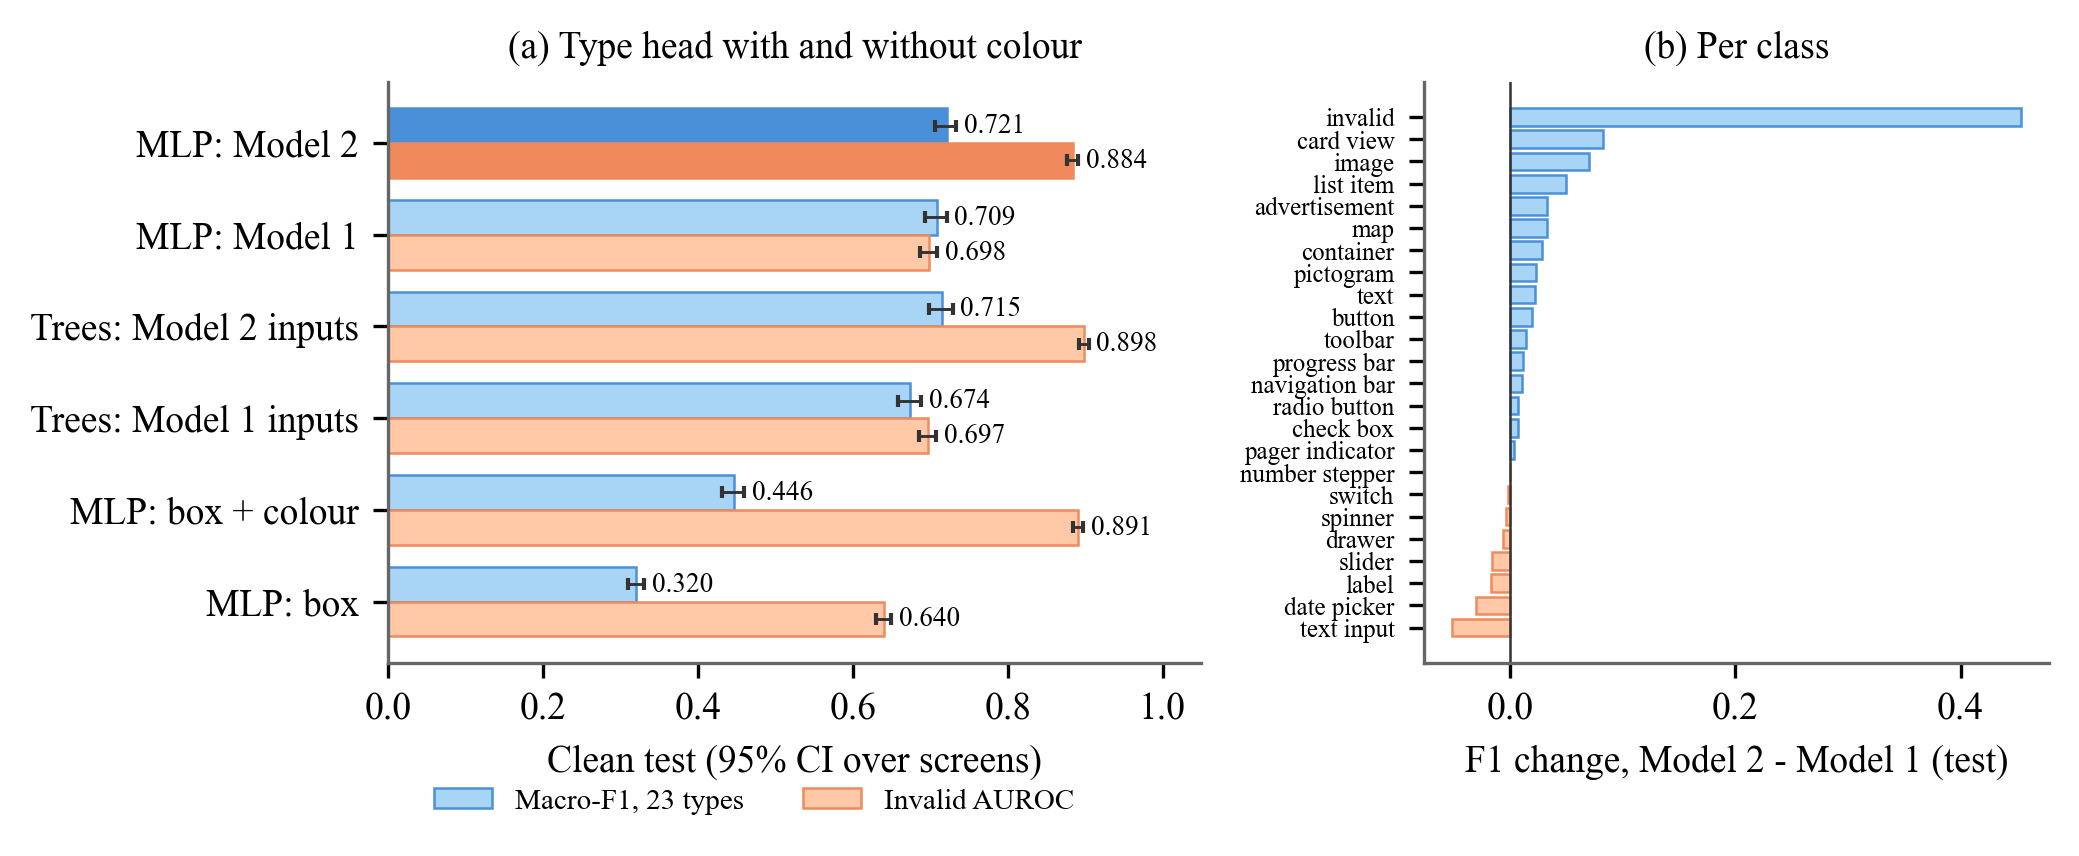 (a) Type head with and without colour
MLP: Model 2
0.721
0.884
MLP: Model 1
0.709
0.698
Trees: Model 2 inputs
0.715
0.898
Trees: Model 1 inputs
0.674
0.697
MLP: box + colour
0.446
0.891
MLP: box
0.320
0.640
0.0 0.2 0.4 0.6 0.8 1.0
Clean test (95% CI over screens)
Macro-F1, 23 types Invalid AUROC
(b) Per class
invalid
card view
image
list item
advertisement
map
container
pictogram
text
button
toolbar
progress bar
navigation bar
radio button
check box
pager indicator
number stepper
switch
spinner
drawer
slider
label
date picker
text input
0.0 0.2 0.4
F1 change, Model 2 - Model 1 (test)